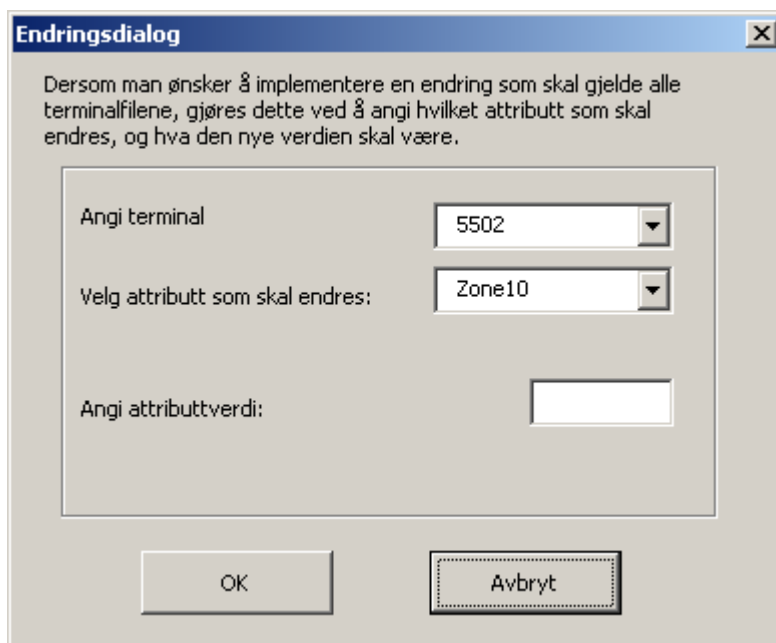 Endringsdialog
Dersom man ønsker å implementere en endring som skal gjelde alle
terminalfilene, gjøres dette ved å angi hvilket attributt som skal
endres, og hva den nye verdien skal være.
Angi terminal
5502
Velg attributt som skal endres:
Zone10
Angi attributtverdi:
OK
Avbryt